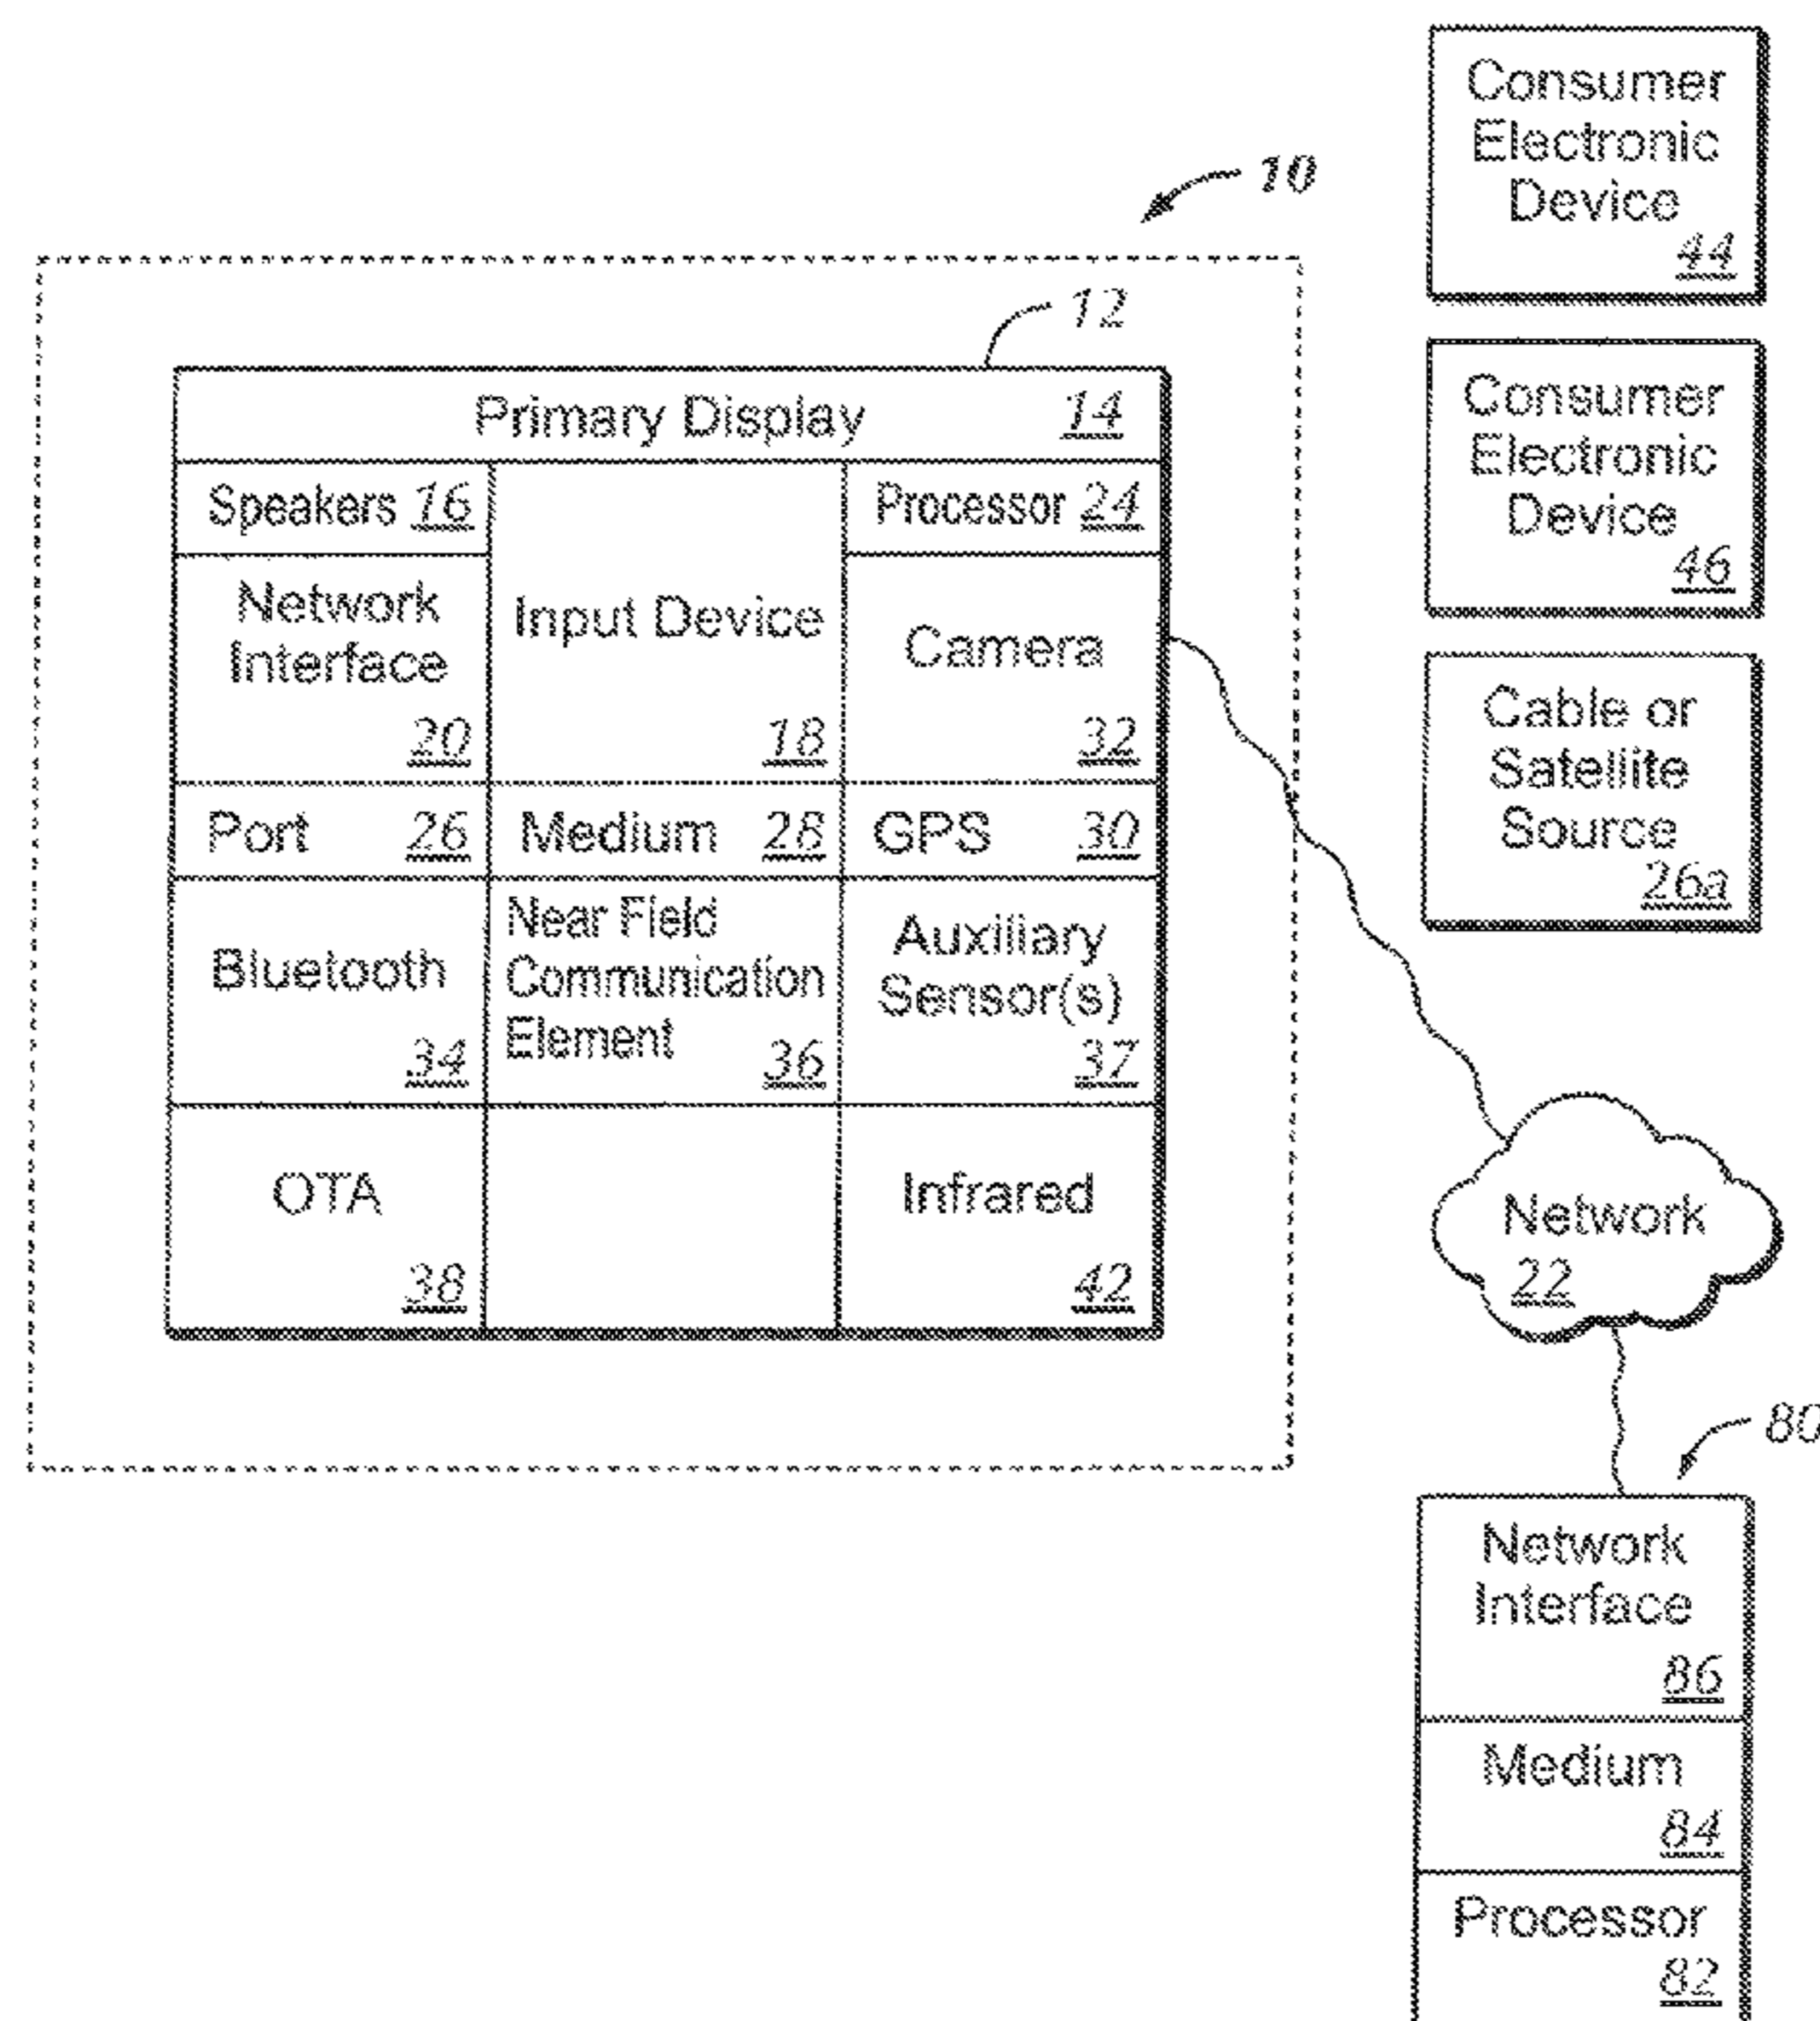 10
12
Primary Display 14
Speakers 16
Network
Interface
20
Input Device
18
Processor 24
Camera
32
Port 26
Medium 28
GPS 30
Bluetooth
34
Near Field
Communication
Element 36
Auxiliary
Sensor(s)
37
OTA
38
Infrared
42
Consumer
Electronic
Device
44
Consumer
Electronic
Device
46
Cable or
Satellite
Source
26a
Network
22
80
Network
Interface
86
Medium
84
Processor
82